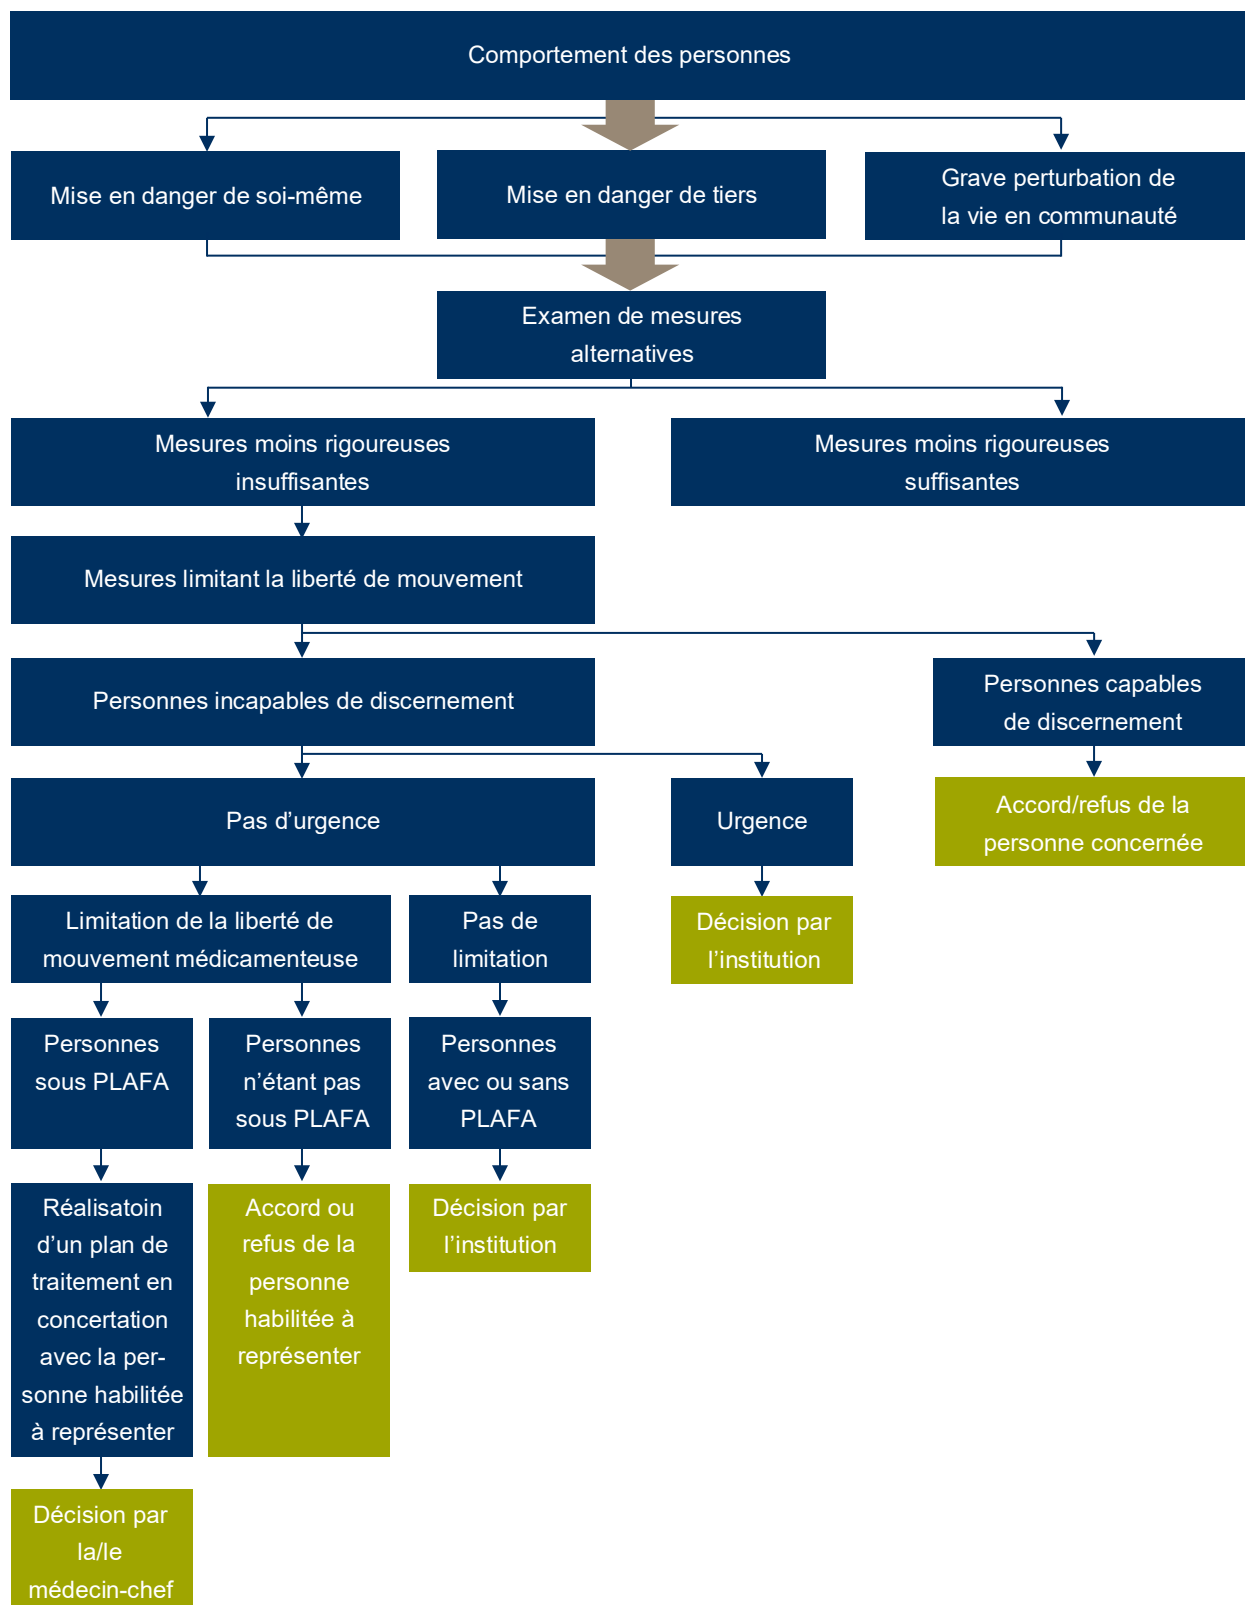 Comportement des personnes
Mise en danger de soi-même
Mise en danger de tiers
Grave perturbation de
la vie en communauté
Examen de mesures
alternatives
Mesures moins rigoureuses
insuffisantes
Mesures moins rigoureuses
suffisantes
Mesures limitant la liberté de mouvement
Personnes incapables de discernement
Personnes capables
de discernement
Pas d’urgence
Urgence
Accord/refus de la
personne concernée
Limitation de la liberté de
mouvement médicamenteuse
Pas de
limitation
Décision par
l’institution
Personnes
sous PLAFA
Personnes
n’étant pas
sous PLAFA
Personnes
avec ou sans
PLAFA
Réalisatoin
d’un plan de
traitement en
concertation
avec la per-
sonne habilitée
à représenter
Accord ou
refus de la
personne
habilitée à
représenter
Décision par
l’institution
Décision par
la/le
médecin-chef